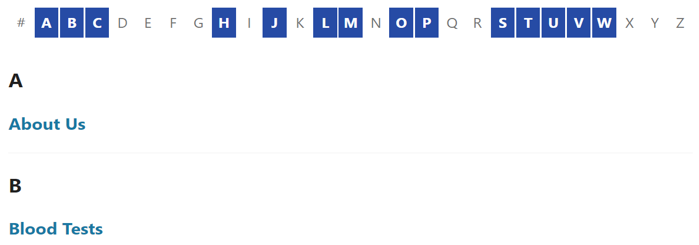 # A B C D E F G H I J K L M N O P Q R S T U V W X Y Z
A
About Us
B
Blood Tests